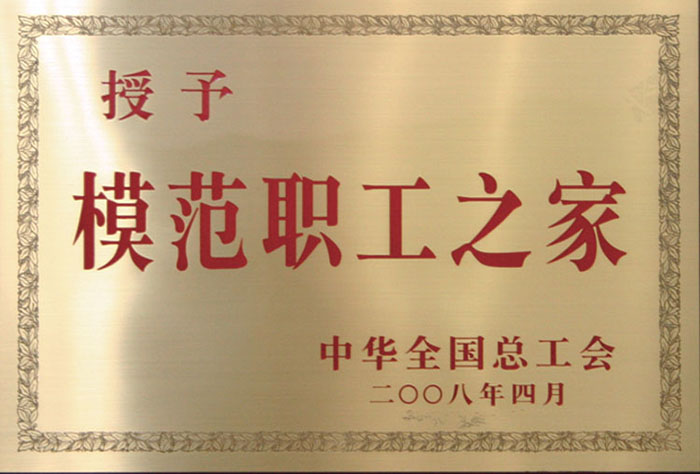 授予
模范职工之家
中华全国总工会
二〇〇八年四月